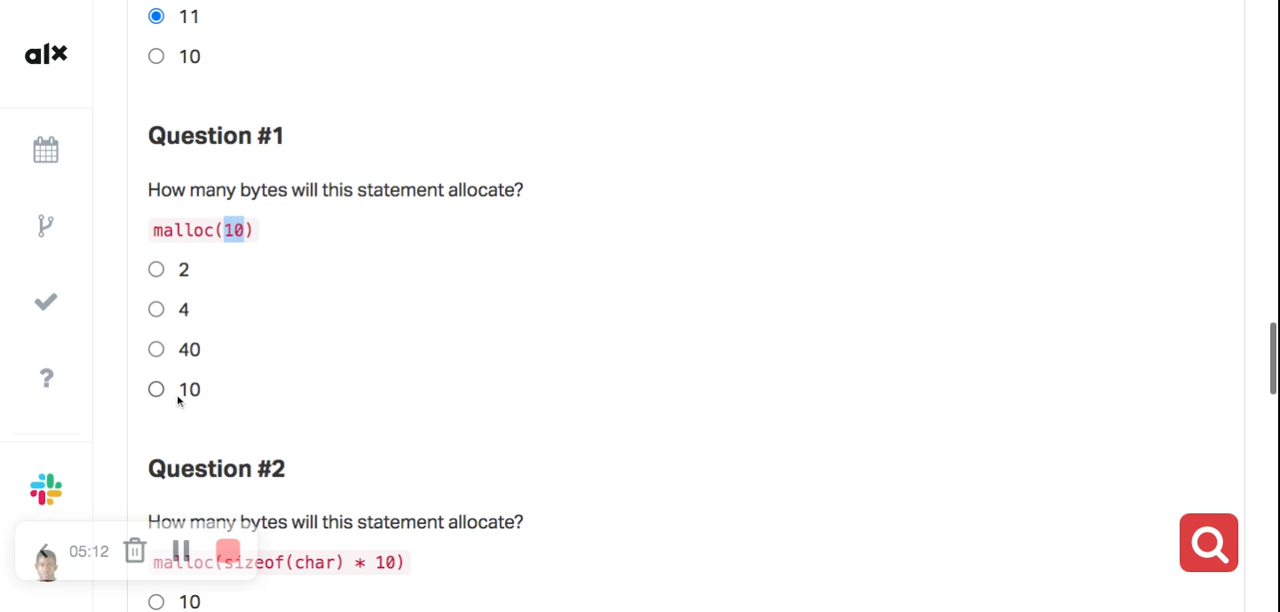 11
alx
10
Question #1
How many bytes will this statement allocate?
malloc(10)
2
4
40
?
10
Question #2
How many bytes will this statement allocate?
05:12
malloc(sizeof(char) * 10)
10